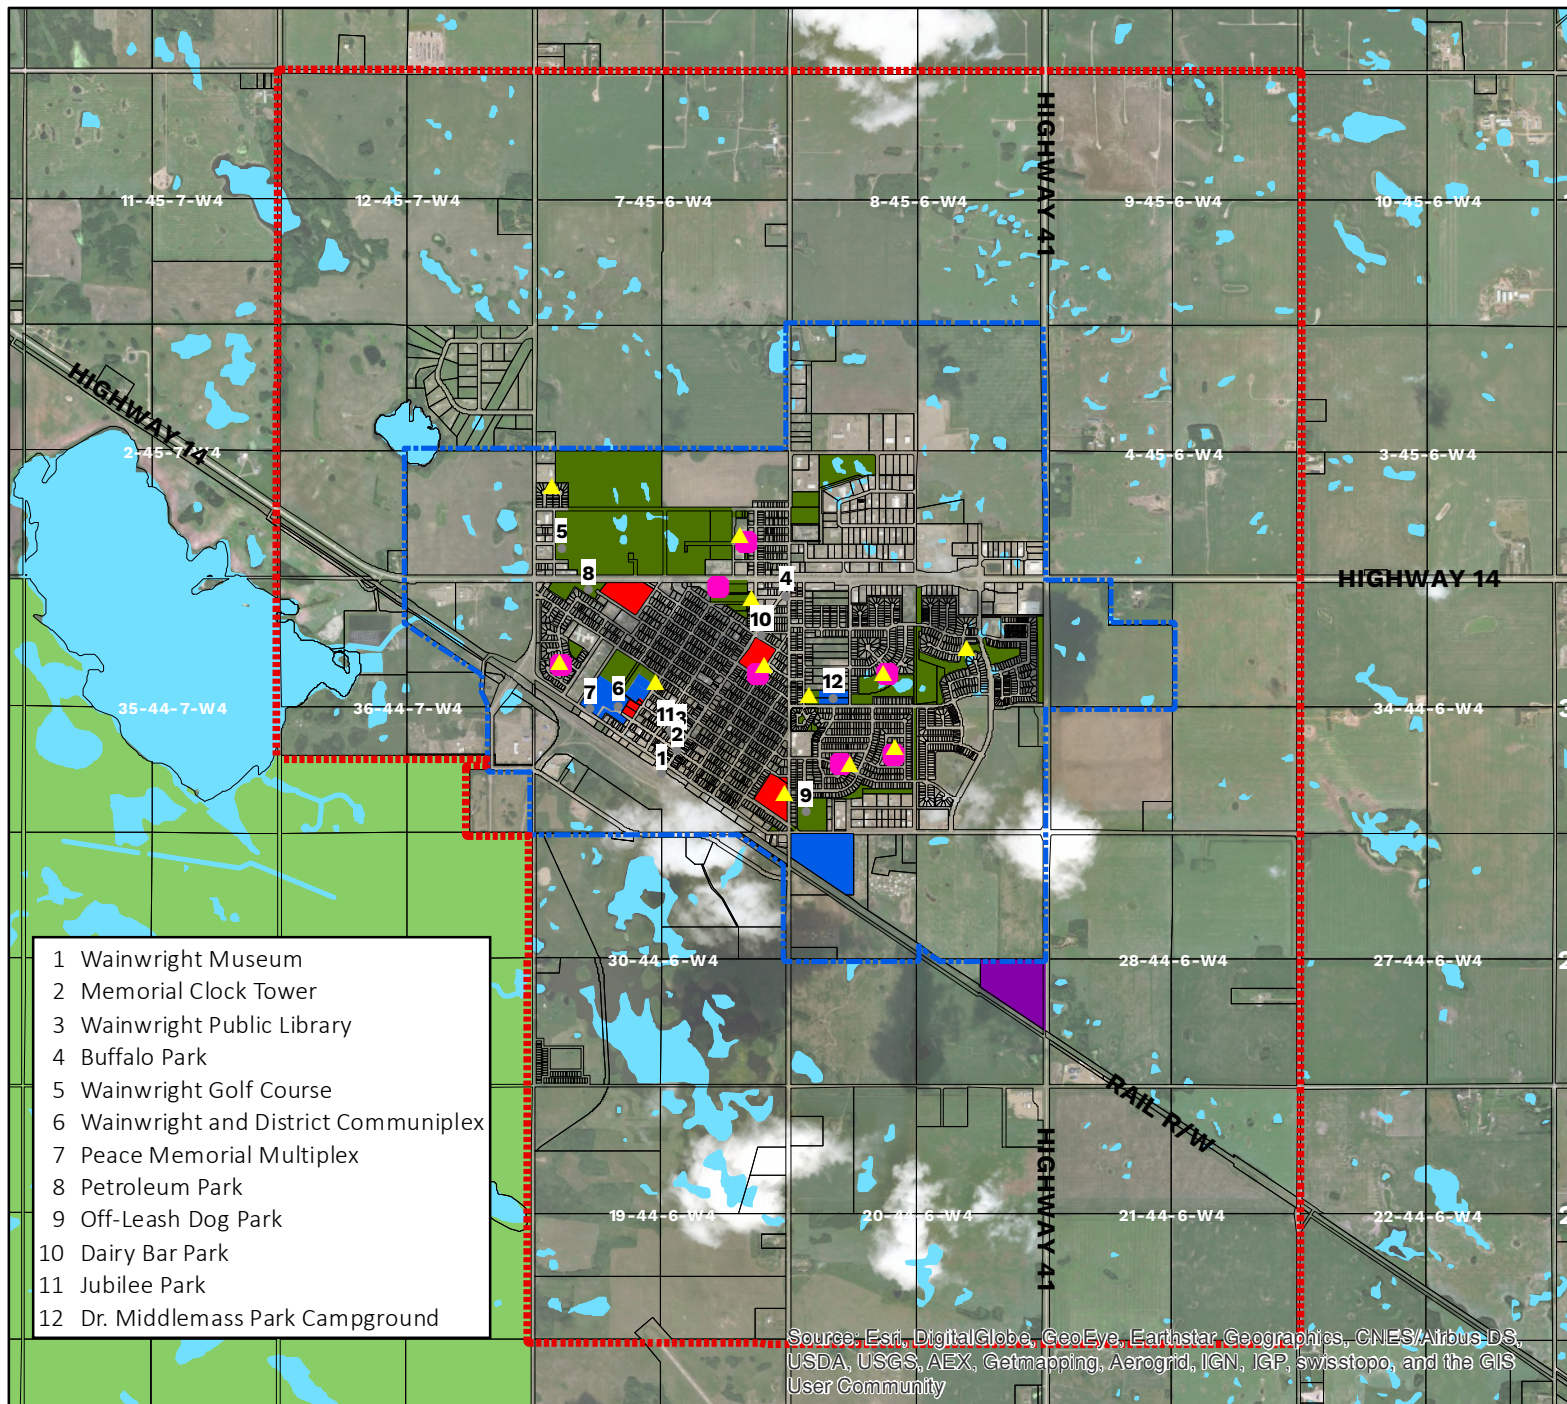 HIGHWAY 41
11-45-7-W4
12-45-7-W4
7-45-6-W4
8-45-6-W4
9-45-6-W4
10-45-6-W4
HIGHWAY 14
4-45-6-W4
3-45-6-W4
5
8
4
HIGHWAY 14
10
12
7
6
11
3
2
1
35-44-7-W4
36-44-7-W4
34-44-6-W4
9
30-44-6-W4
28-44-6-W4
27-44-6-W4
RAIL R/W
HIGHWAY 41
19-44-6-W4
20-44-6-W4
21-44-6-W4
22-44-6-W4
1 Wainwright Museum
2 Memorial Clock Tower
3 Wainwright Public Library
4 Buffalo Park
5 Wainwright Golf Course
6 Wainwright and District Communiplex
7 Peace Memorial Multiplex
8 Petroleum Park
9 Off-Leash Dog Park
10 Dairy Bar Park
11 Jubilee Park
12 Dr. Middlemass Park Campground
Source: Esri, DigitalGlobe, GeoEye, Earthstar Geographics, CNES/Airbus DS,
USDA, USGS, AEX, Getmapping, Aerogrid, IGN, IGP, swisstopo, and the GIS
User Community